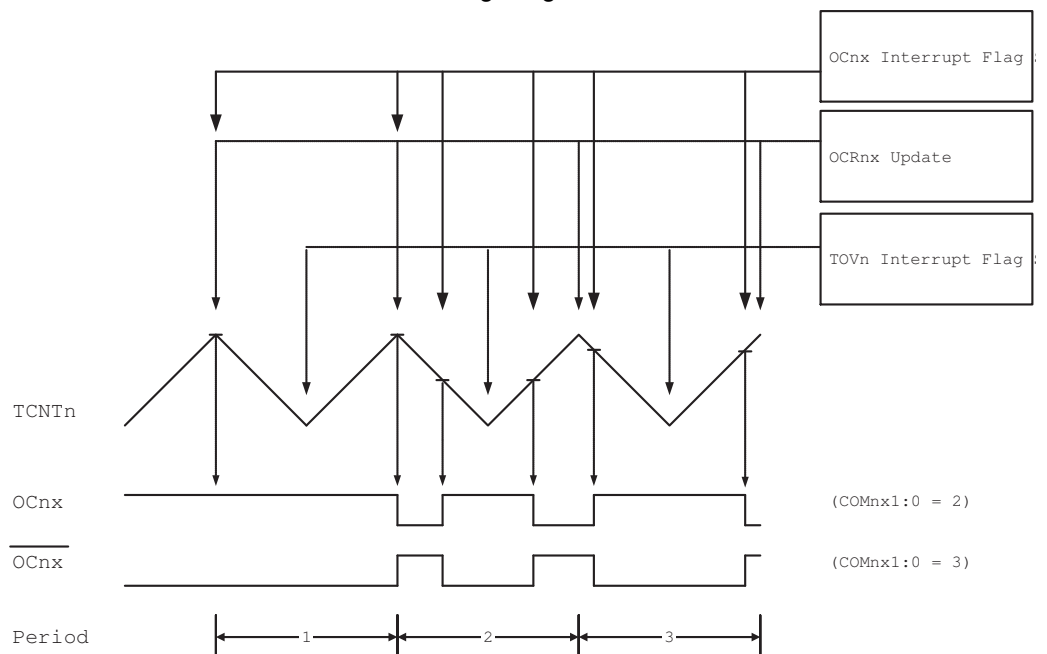 OCnx Interrupt Flag
OCRnx Update
TOVn Interrupt Flag
TCNTn
OCnx
(COMnx1:0 = 2)
OCnx
(COMnx1:0 = 3)
Period
1
2
3